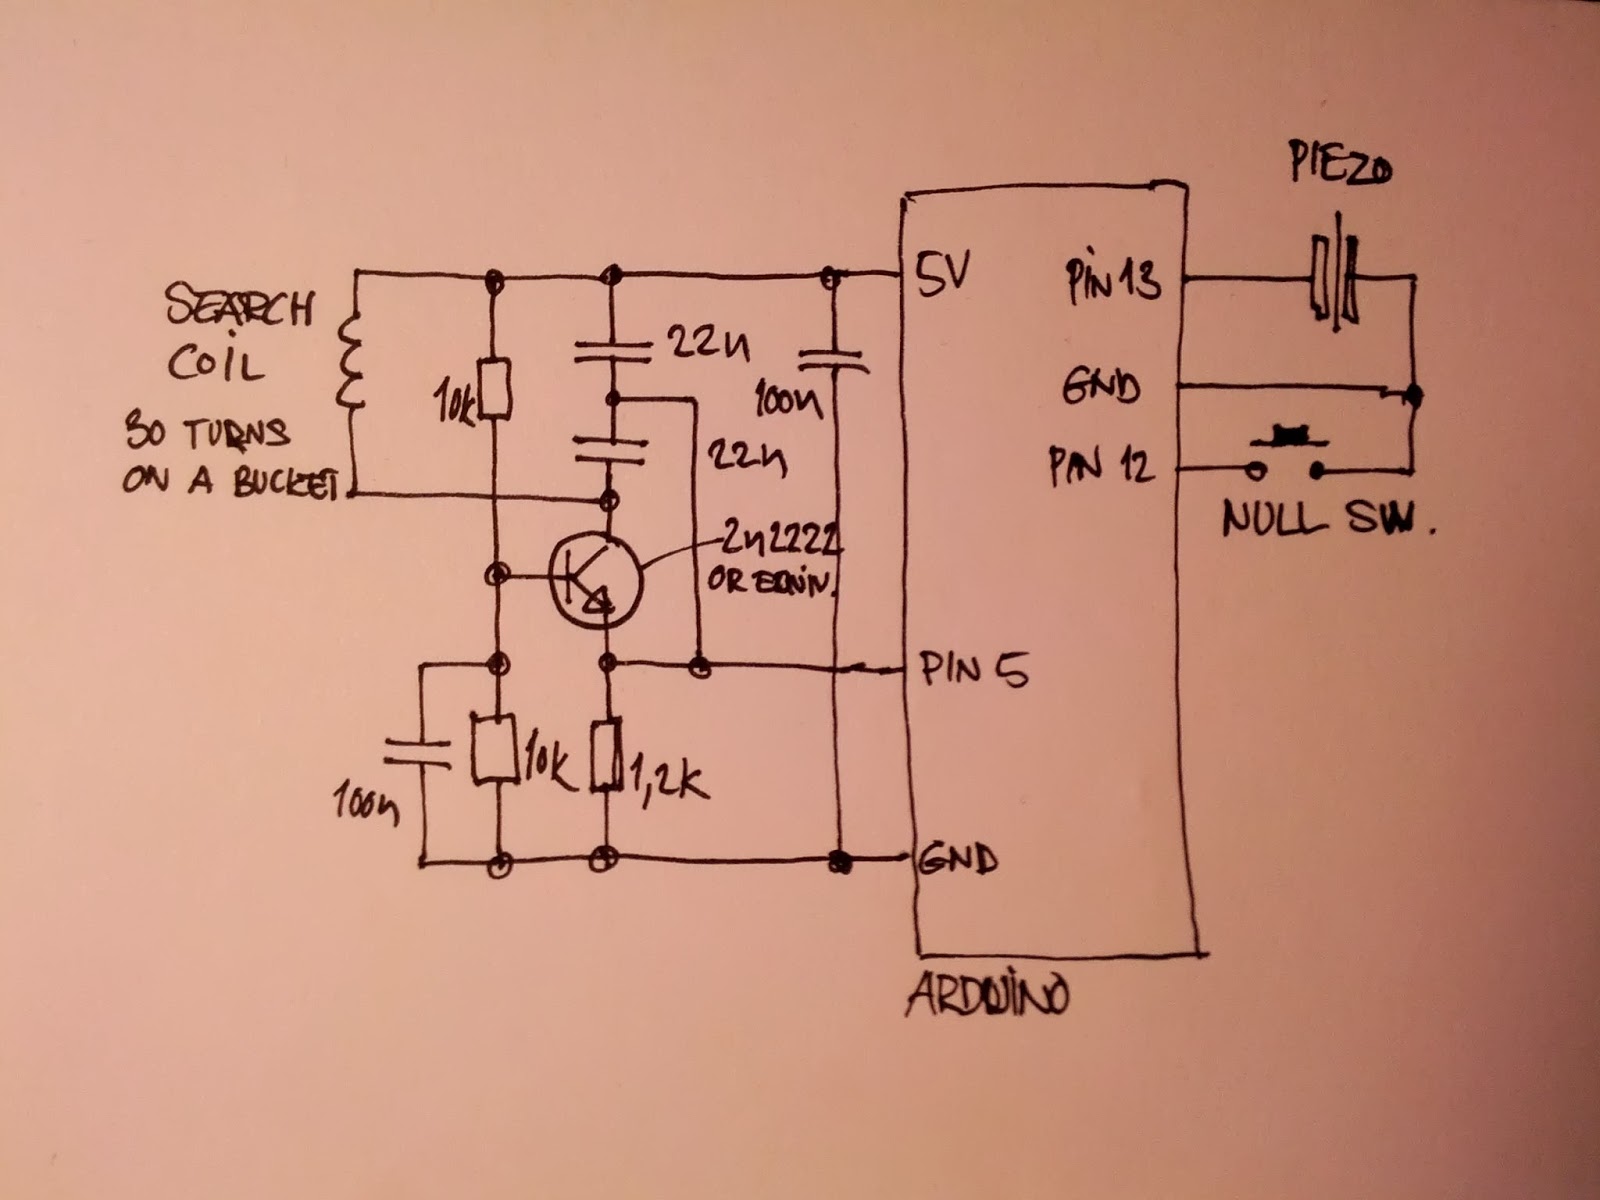 PIEZO
5V
PiN 13
SEARCH
COiL
22n
10k
100n
GND
30 TURNS
ON A BUCKET
22n
PiN 12
NULL SW.
2n2222
OR EQUIV.
PIN 5
10k
1,2K
100n
GND
ARDUiNO